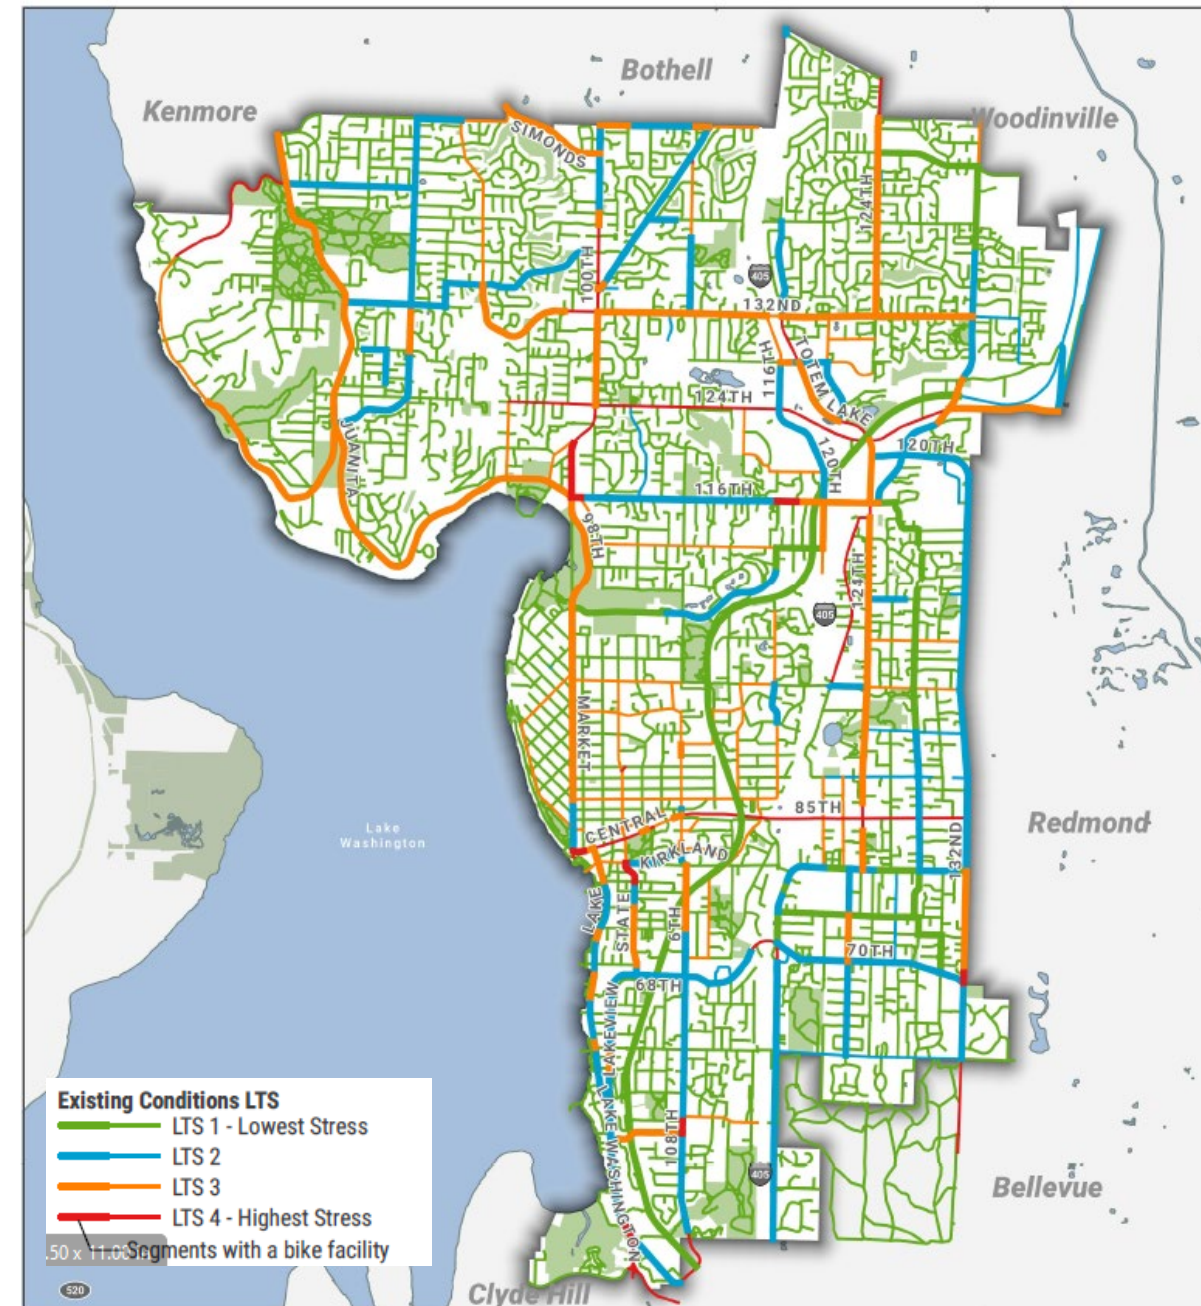 Bothell
Kenmore
Woodinville
SIMONDS
124TH
100TH
405
132ND
116TH
TOTEM LAKE
124TH
JUANITA
120TH
120TH
116TH
98TH
124TH
405
MARKET
Lake
Washington
85TH
CENTRAL
KIRKLAND
Redmond
132ND
LAKE
STATE
6TH
70TH
68TH
LAKEVIEW
LAKE WASHINGTON
108TH
405
Bellevue
Existing Conditions LTS
LTS 1 - Lowest Stress
LTS 2
LTS 3
LTS 4 - Highest Stress
Segments with a bike facility
.50 x 11.00
520
Clyde Hill